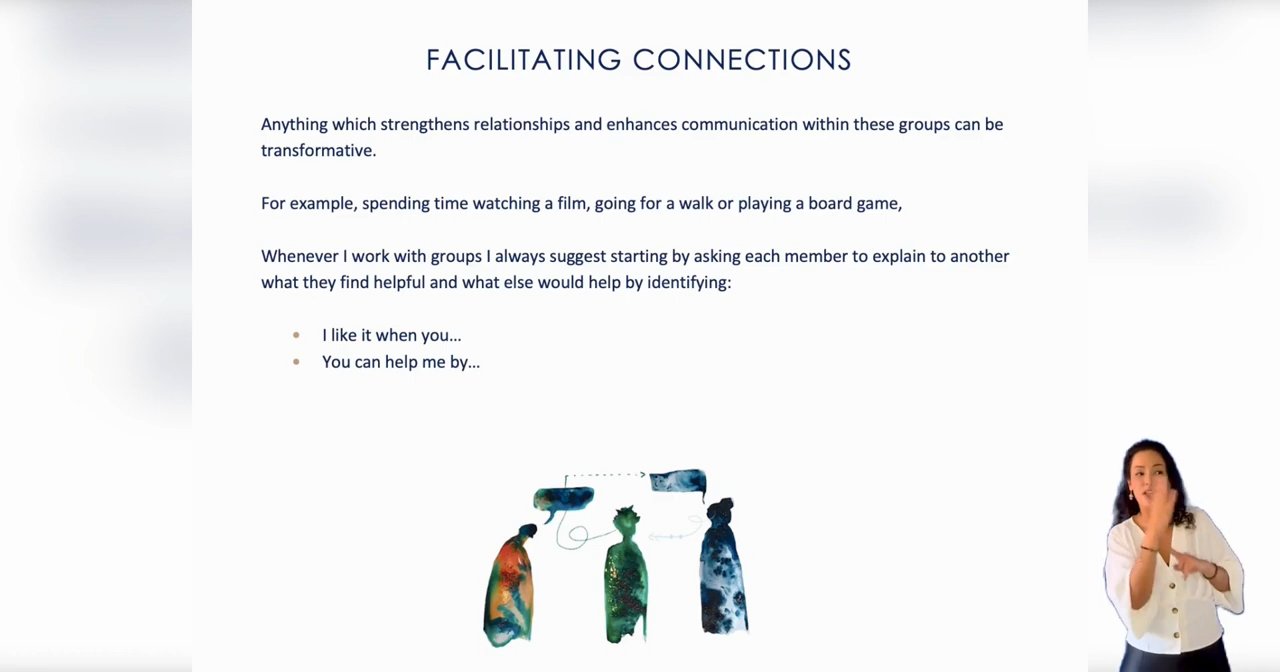 FACILITATING CONNECTIONS
Anything which strengthens relationships and enhances communication within these groups can be
transformative.
For example, spending time watching a film, going for a walk or playing a board game,
Whenever I work with groups I always suggest starting by asking each member to explain to another
what they find helpful and what else would help by identifying:
• I like it when you...
• You can help me by...